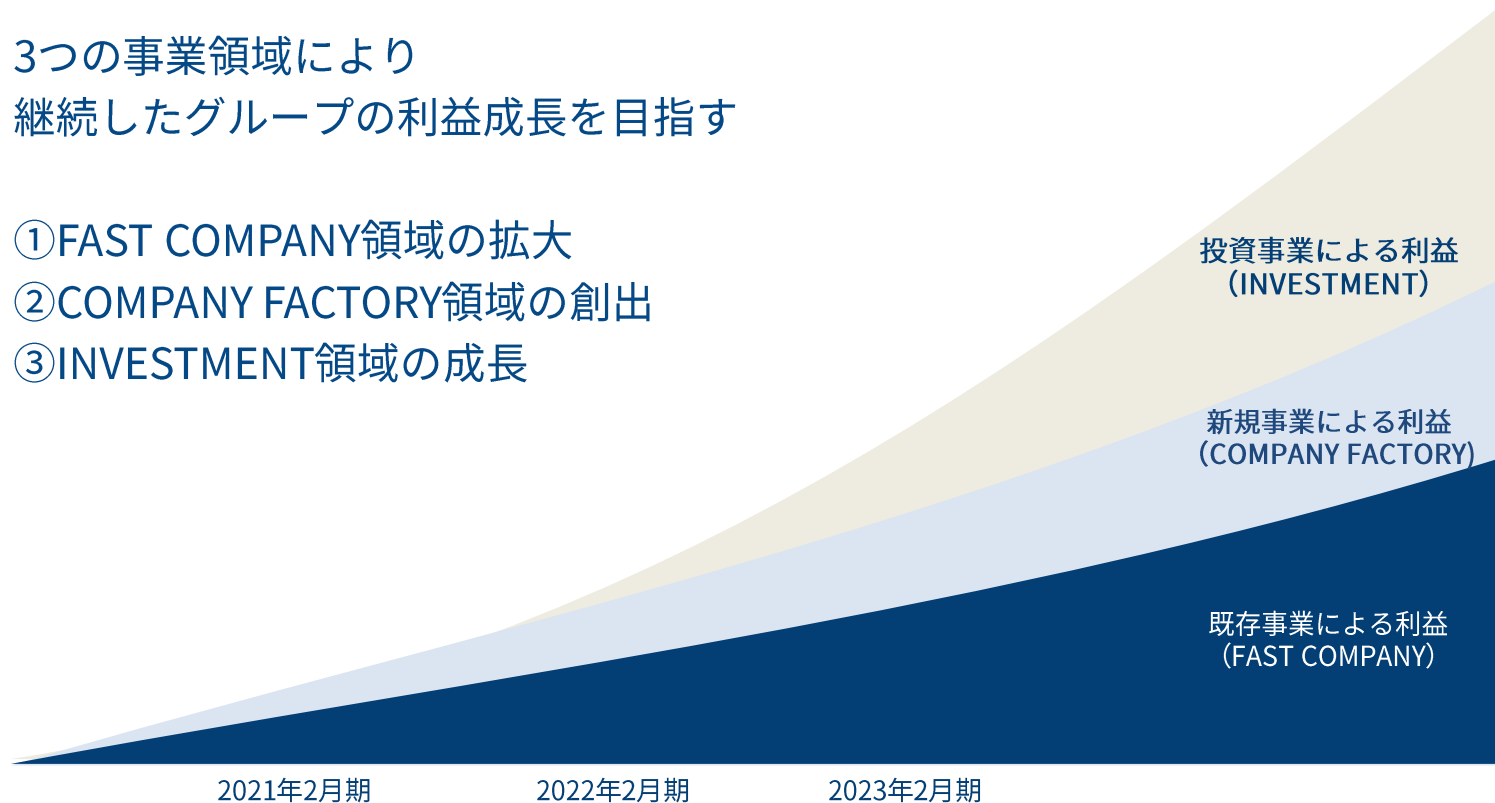 3つの事業領域により
継続したグループの利益成長を目指す
①FAST COMPANY領域の拡大
②COMPANY FACTORY領域の創出
③INVESTMENT領域の成長
投資事業による利益
（INVESTMENT）
新規事業による利益
（COMPANY FACTORY)
既存事業による利益
（FAST COMPANY）
2021年2月期
2022年2月期
2023年2月期